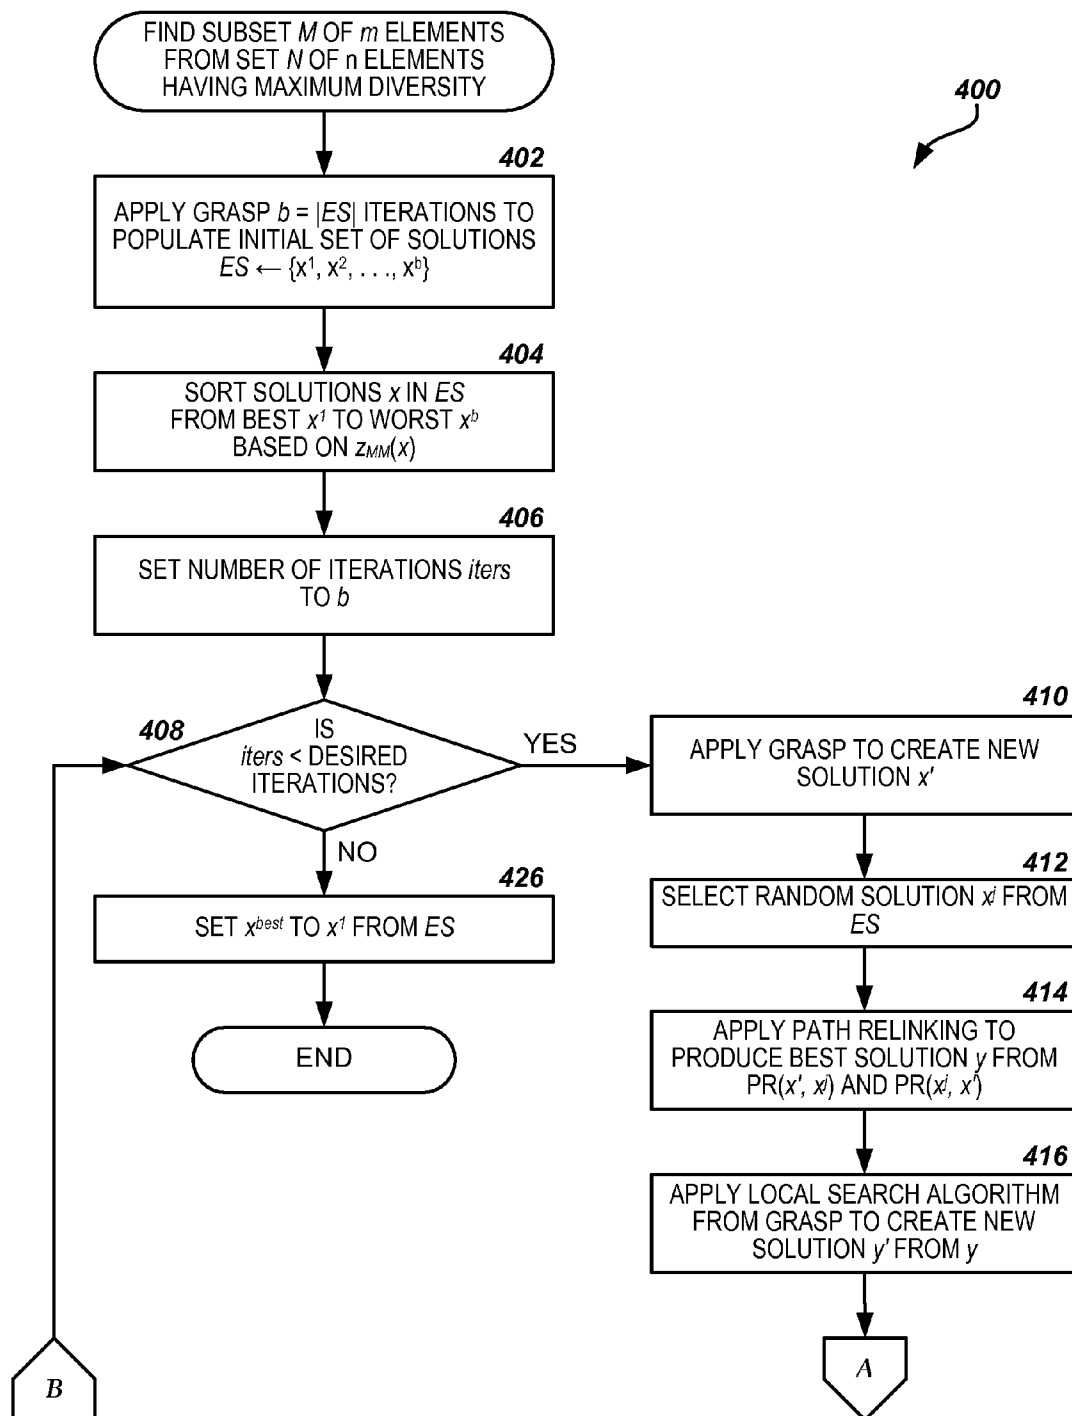 FIND SUBSET M OF m ELEMENTS
FROM SET N OF n ELEMENTS
HAVING MAXIMUM DIVERSITY
400
402
APPLY GRASP b = |ES| ITERATIONS TO
POPULATE INITIAL SET OF SOLUTIONS
ES ← {x¹, x², . . ., xᵇ}
404
SORT SOLUTIONS x IN ES
FROM BEST x¹ TO WORST xᵇ
BASED ON zMM(x)
406
SET NUMBER OF ITERATIONS iters
TO b
408
IS
iters < DESIRED
ITERATIONS?
YES
NO
426
SET xᵇᵉˢᵗ TO x¹ FROM ES
END
410
APPLY GRASP TO CREATE NEW
SOLUTION x'
412
SELECT RANDOM SOLUTION xʲ FROM
ES
414
APPLY PATH RELINKING TO
PRODUCE BEST SOLUTION y FROM
PR(x', xʲ) AND PR(xʲ, x')
416
APPLY LOCAL SEARCH ALGORITHM
FROM GRASP TO CREATE NEW
SOLUTION y' FROM y
B
A